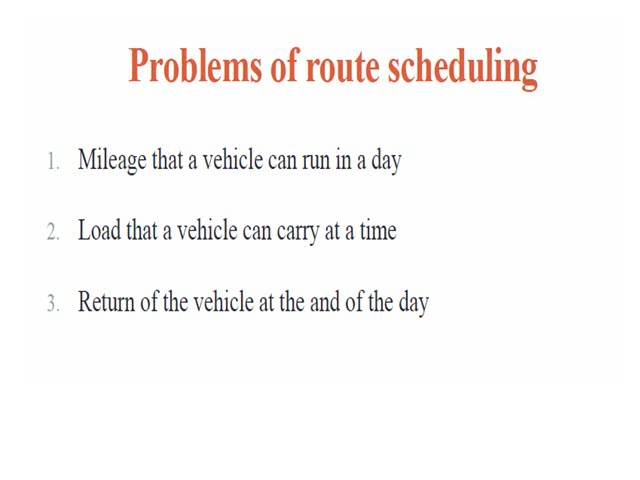 Problems of route scheduling
1. Mileage that a vehicle can run in a day
2. Load that a vehicle can carry at a time
3. Return of the vehicle at the and of the day